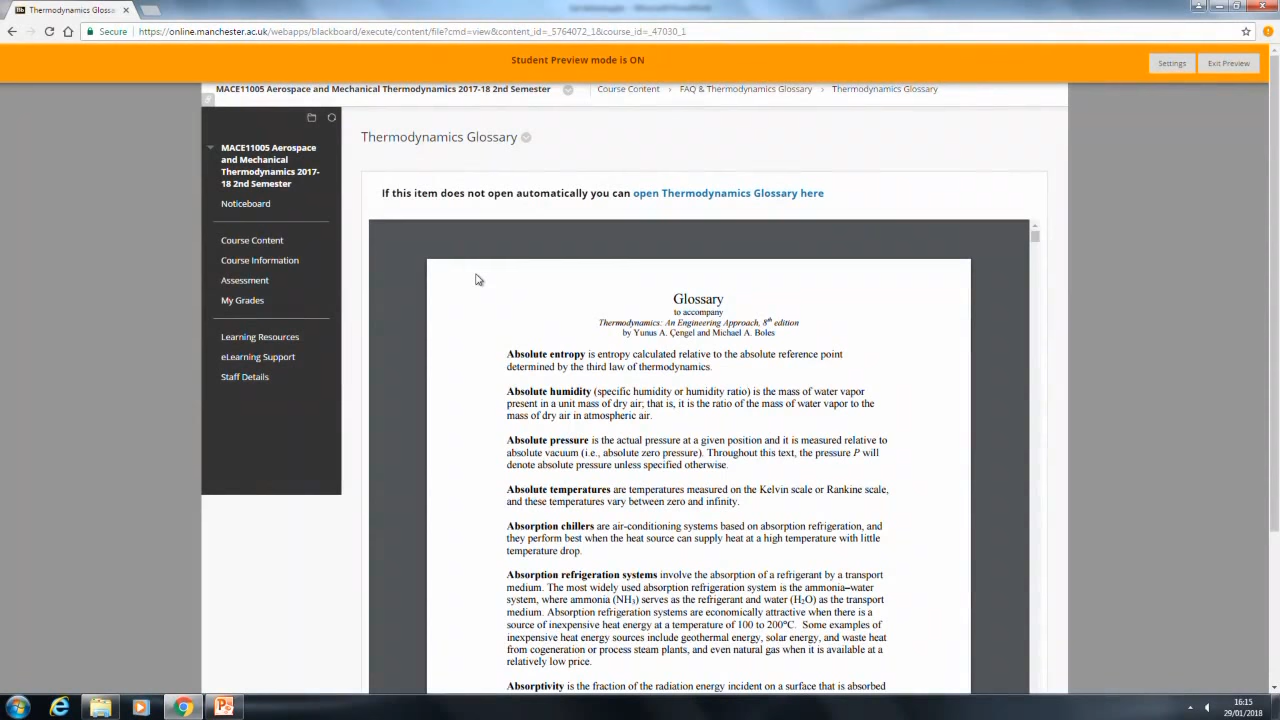 Thermodynamics Glossa
Secure
https://online.manchester.ac.uk/webapps/blackboard/execute/content/file?cmd=view&content_id=_5764072_1&course_id=_47030_1
Student Preview mode is ON
Settings
Exit Preview
MACE11005 Aerospace and Mechanical Thermodynamics 2017-18 2nd Semester
Course Content
FAQ & Thermodynamics Glossary
Thermodynamics Glossary
MACE11005 Aerospace
and Mechanical
Thermodynamics 2017-
18 2nd Semester
Noticeboard
Course Content
Course Information
Assessment
My Grades
Learning Resources
eLearning Support
Staff Details
Thermodynamics Glossary
If this item does not open automatically you can open Thermodynamics Glossary here
Glossary
to accompany
Thermodynamics: An Engineering Approach, 8th edition
by Yunus A. Çengel and Michael A. Boles
Absolute entropy is entropy calculated relative to the absolute reference point
determined by the third law of thermodynamics.
Absolute humidity (specific humidity or humidity ratio) is the mass of water vapor
present in a unit mass of dry air; that is, it is the ratio of the mass of water vapor to the
mass of dry air in atmospheric air.
Absolute pressure is the actual pressure at a given position and it is measured relative to
absolute vacuum (i.e., absolute zero pressure). Throughout this text, the pressure P will
denote absolute pressure unless specified otherwise.
Absolute temperatures are temperatures measured on the Kelvin scale or Rankine scale,
and these temperatures vary between zero and infinity.
Absorption chillers are air-conditioning systems based on absorption refrigeration, and
they perform best when the heat source can supply heat at a high temperature with little
temperature drop.
Absorption refrigeration systems involve the absorption of a refrigerant by a transport
medium. The most widely used absorption refrigeration system is the ammonia–water
system, where ammonia (NH3) serves as the refrigerant and water (H2O) as the transport
medium. Absorption refrigeration systems are economically attractive when there is a
source of inexpensive heat energy at a temperature of 100 to 200°C. Some examples of
inexpensive heat energy sources include geothermal energy, solar energy, and waste heat
from cogeneration or process steam plants, and even natural gas when it is available at a
relatively low price.
Absorptivity is the fraction of the radiation energy incident on a surface that is absorbed
16:15
29/01/2018